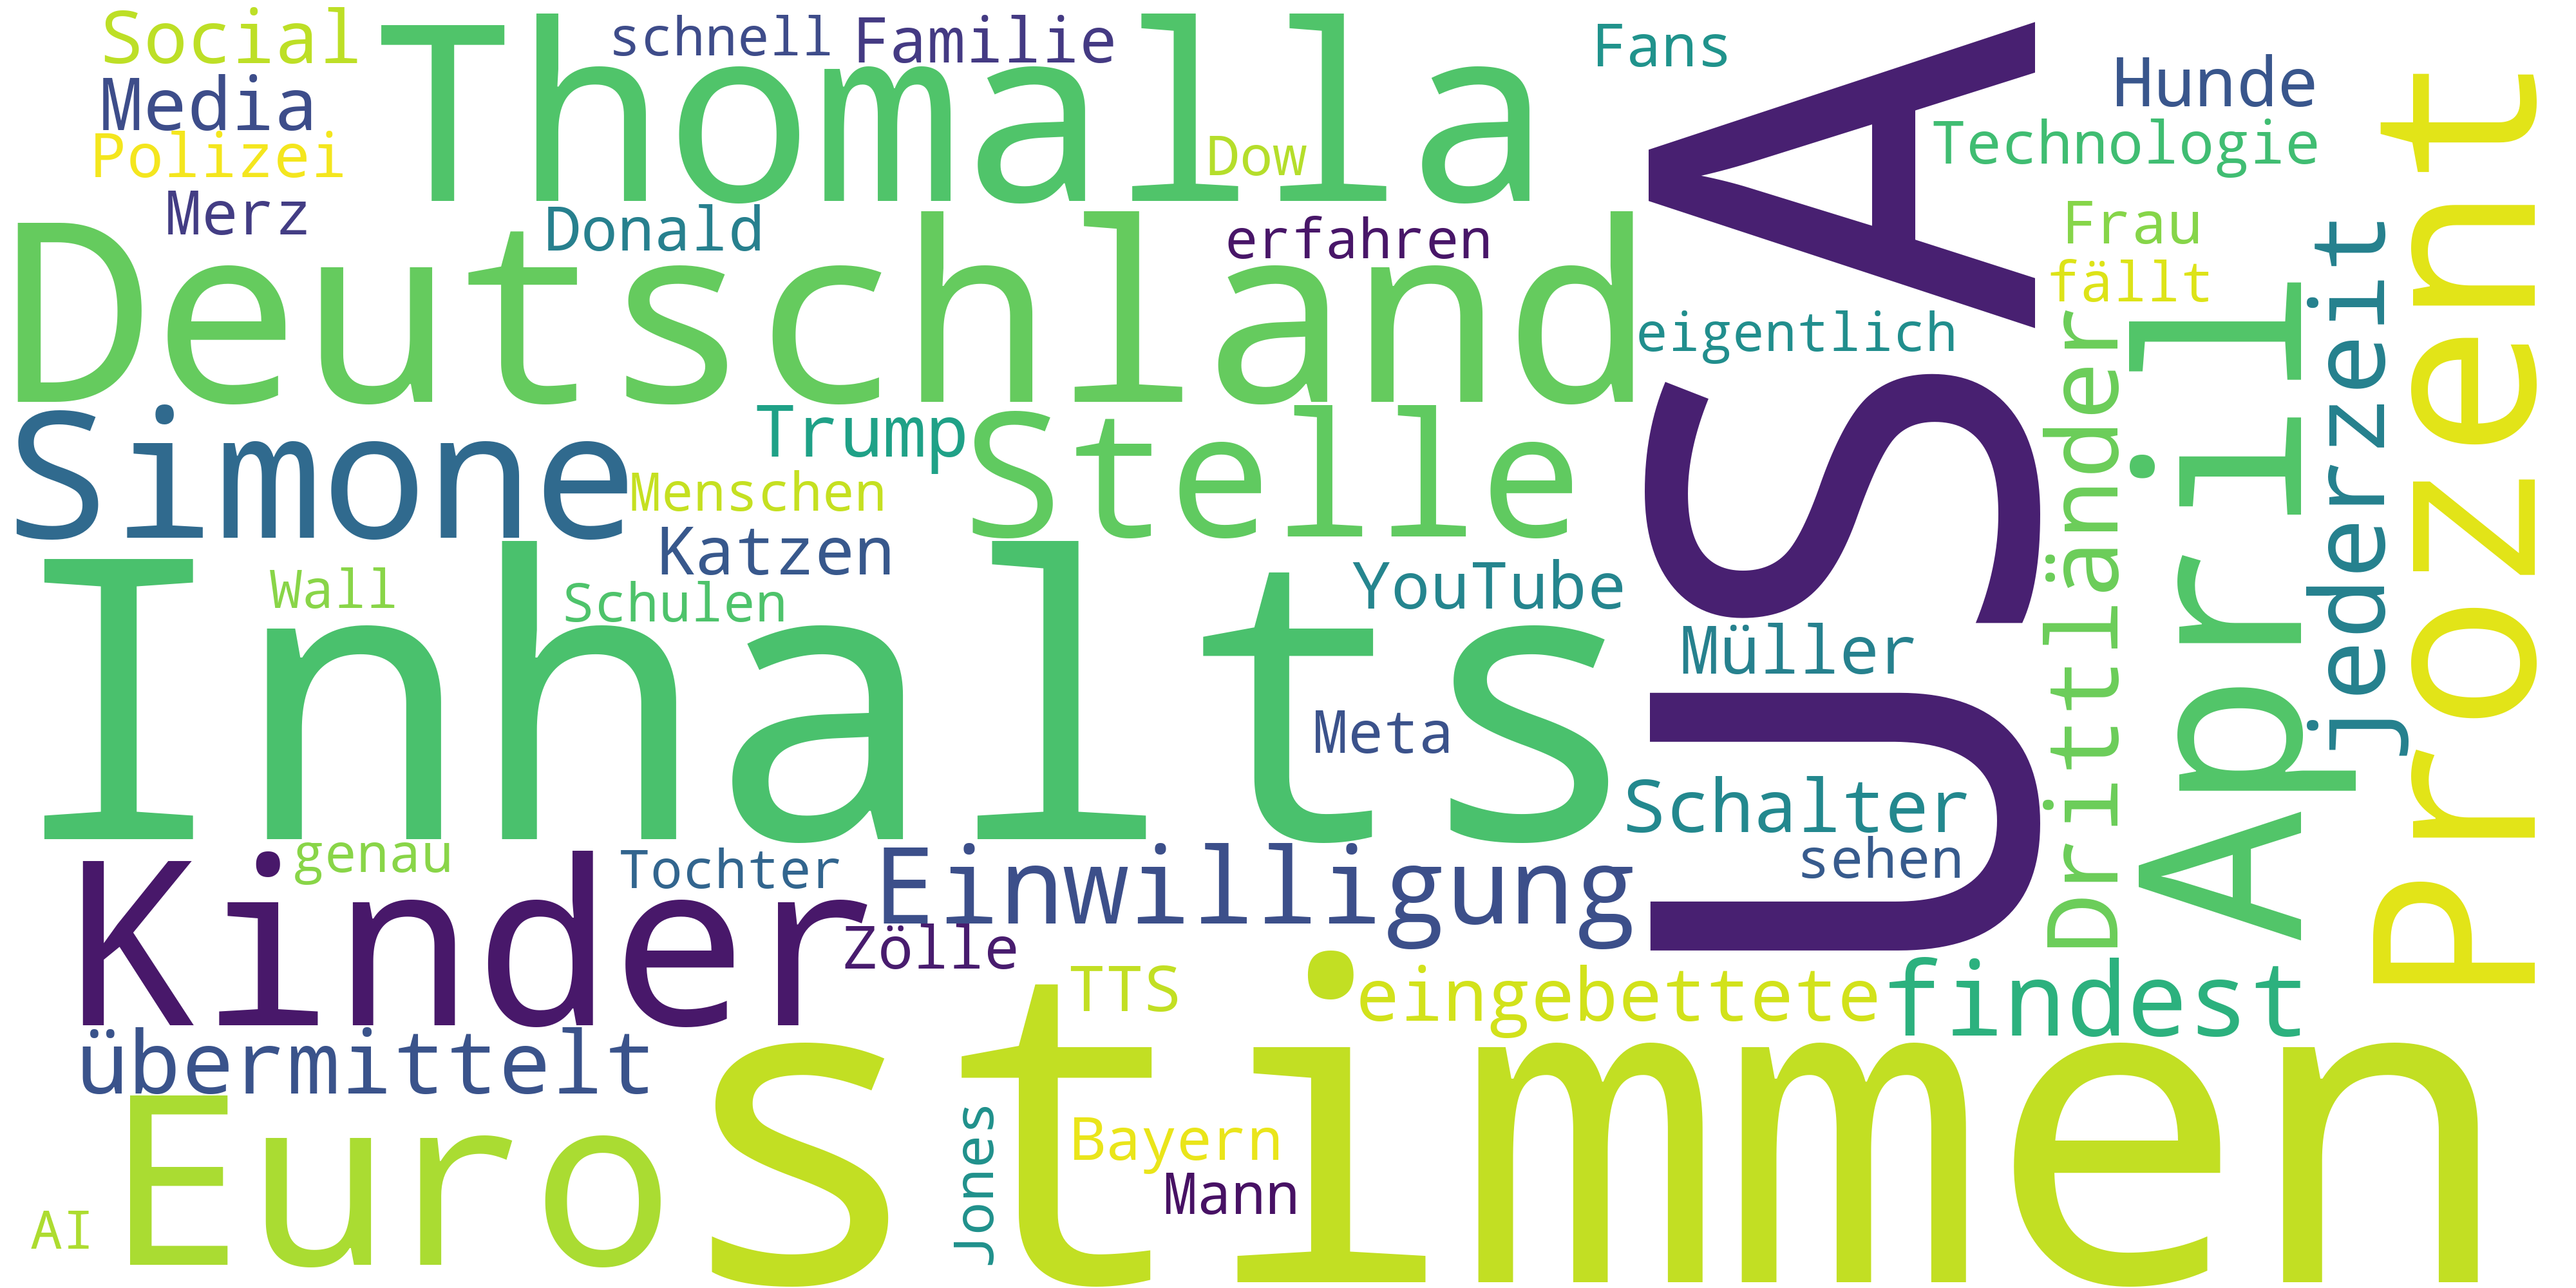 Social
Media
Polizei
Merz
Thomalla
schnell
Familie
Dow
Donald
erfahren
Deutschland
Simone
Trump
Menschen
Katzen
Stelle
Fans
USA
eigentlich
Hunde
Technologie
Frau
fällt
Drittländer
April
jederzeit
Prozent
Inhalts
Wall
Schulen
YouTube
Meta
Müller
Schalter
sehen
genau
Tochter
Kinder
Einwilligung
Zölle
übermittelt
TTS
eingebettete
findest
Euro
stimmen
AI
Jones
Bayern
Mann